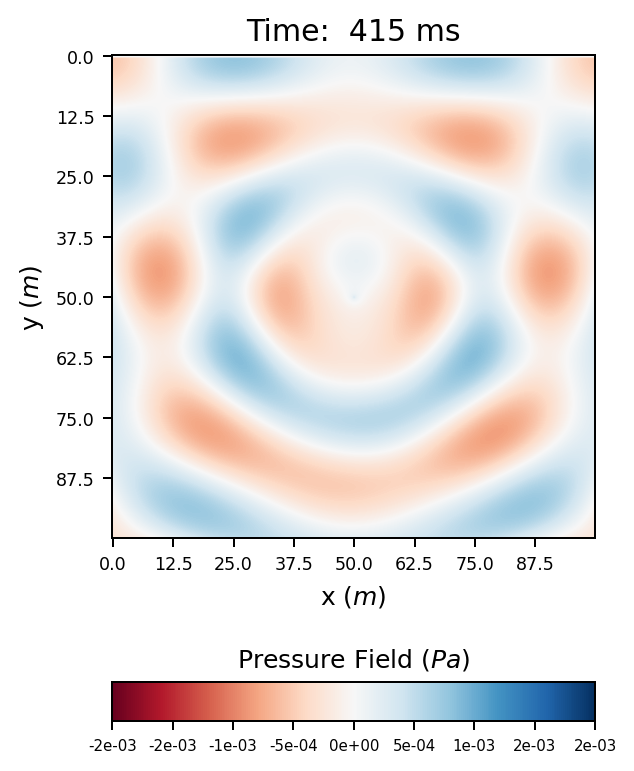 Time:  415 ms
0.0
12.5
25.0
37.5
50.0
62.5
75.0
87.5
y (m)
0.0 12.5 25.0 37.5 50.0 62.5 75.0 87.5
x (m)
Pressure Field (Pa)
-2e-03 -2e-03 -1e-03 -5e-04 0e+00 5e-04 1e-03 2e-03 2e-03